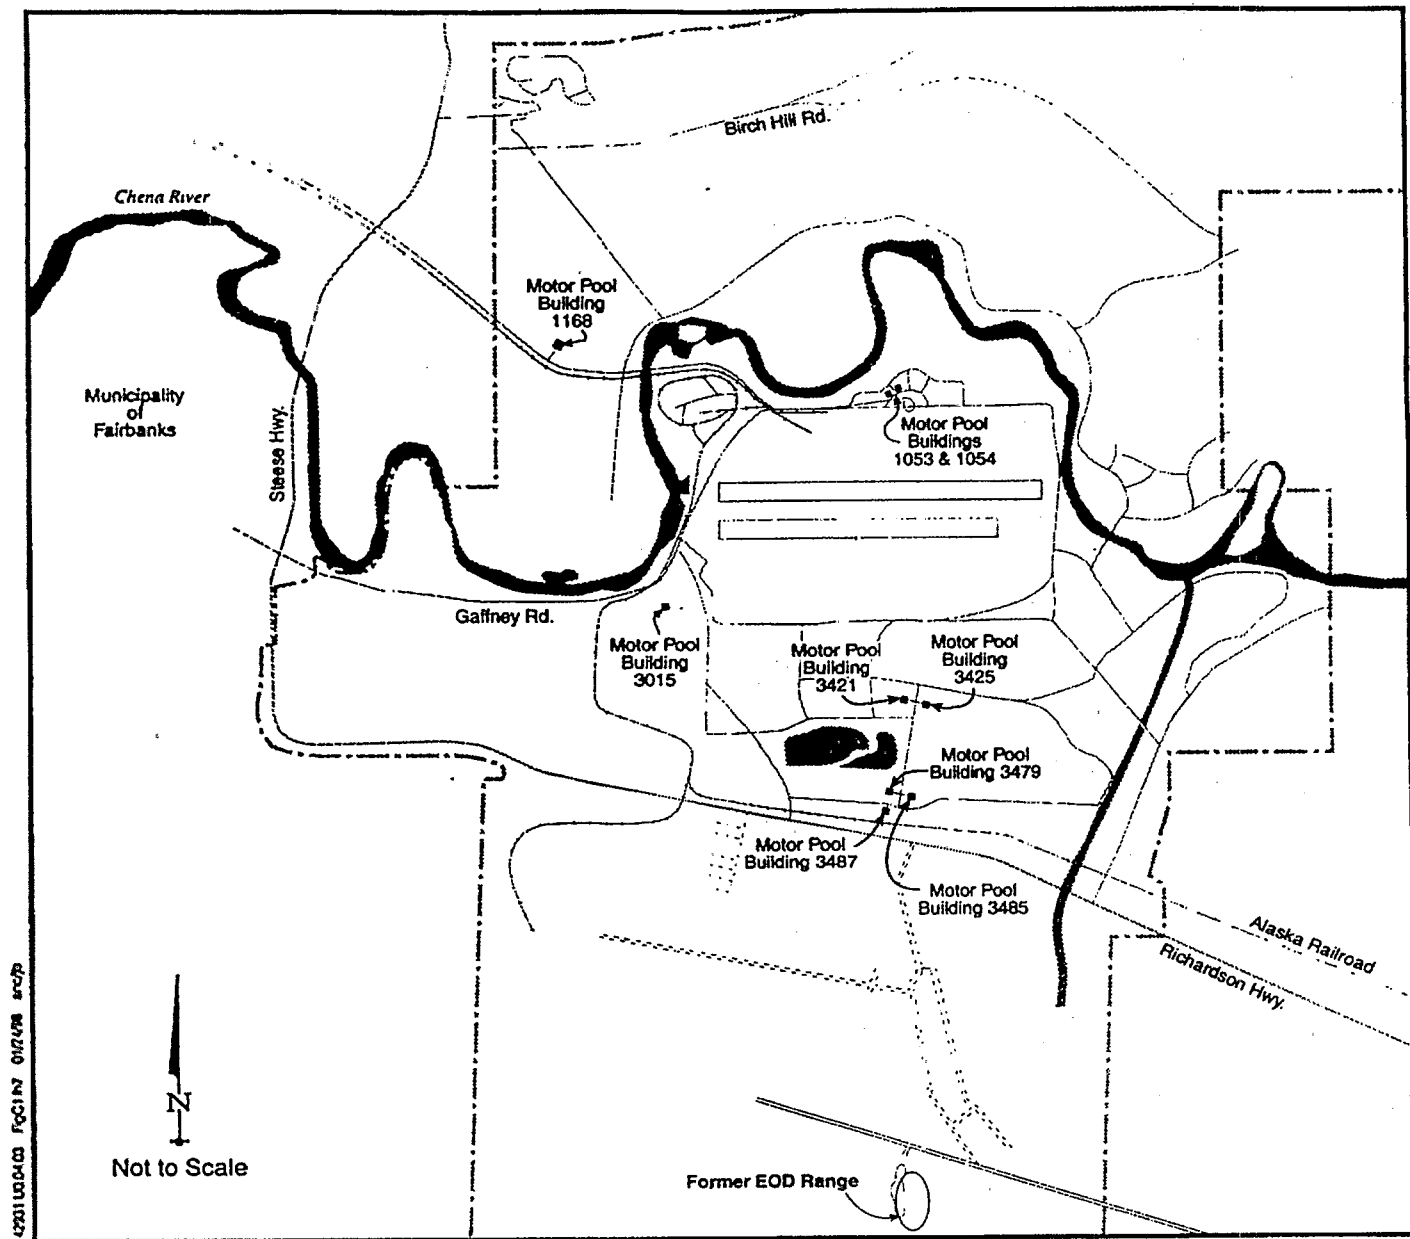 Birch Hill Rd.
Chena River
Motor Pool
Building
1168
Municipality
of
Fairbanks
Steese Hwy.
Motor Pool
Buildings
1053 & 1054
Gaffney Rd.
Motor Pool
Building
3015
Motor Pool
Building
3421
Motor Pool
Building
3425
Motor Pool
Building 3479
Motor Pool
Building 3487
Motor Pool
Building 3485
Alaska Railroad
Richardson Hwy.
N
Not to Scale
Former EOD Range